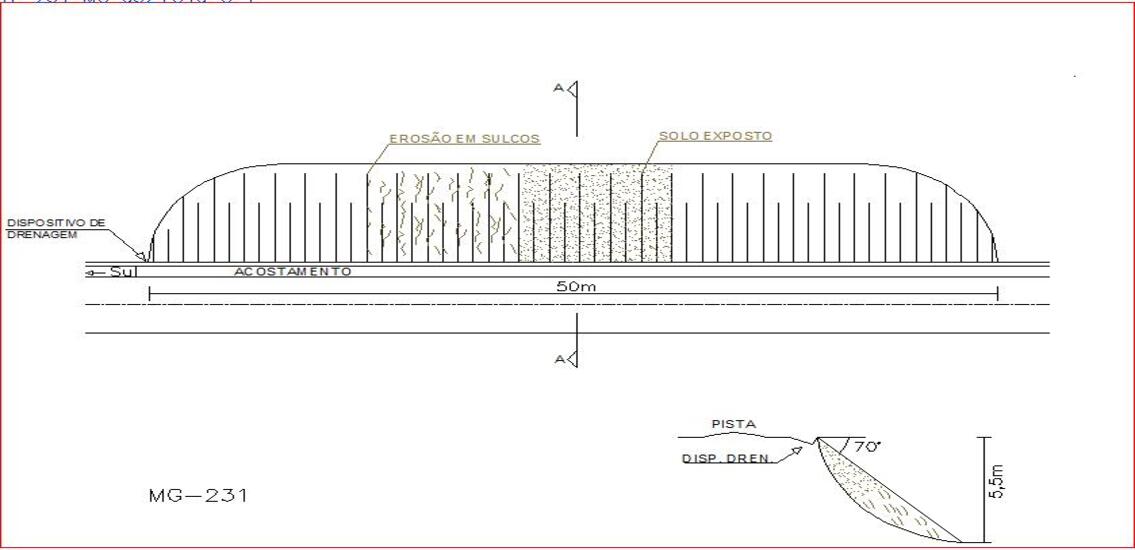 A
EROSÃO EM SULCOS
SOLO EXPOSTO
DISPOSITIVO DE
DRENAGEM
Sul
ACOSTAMENTO
50m
A
PISTA
70°
DISP. DREN.
5,5m
MG-231